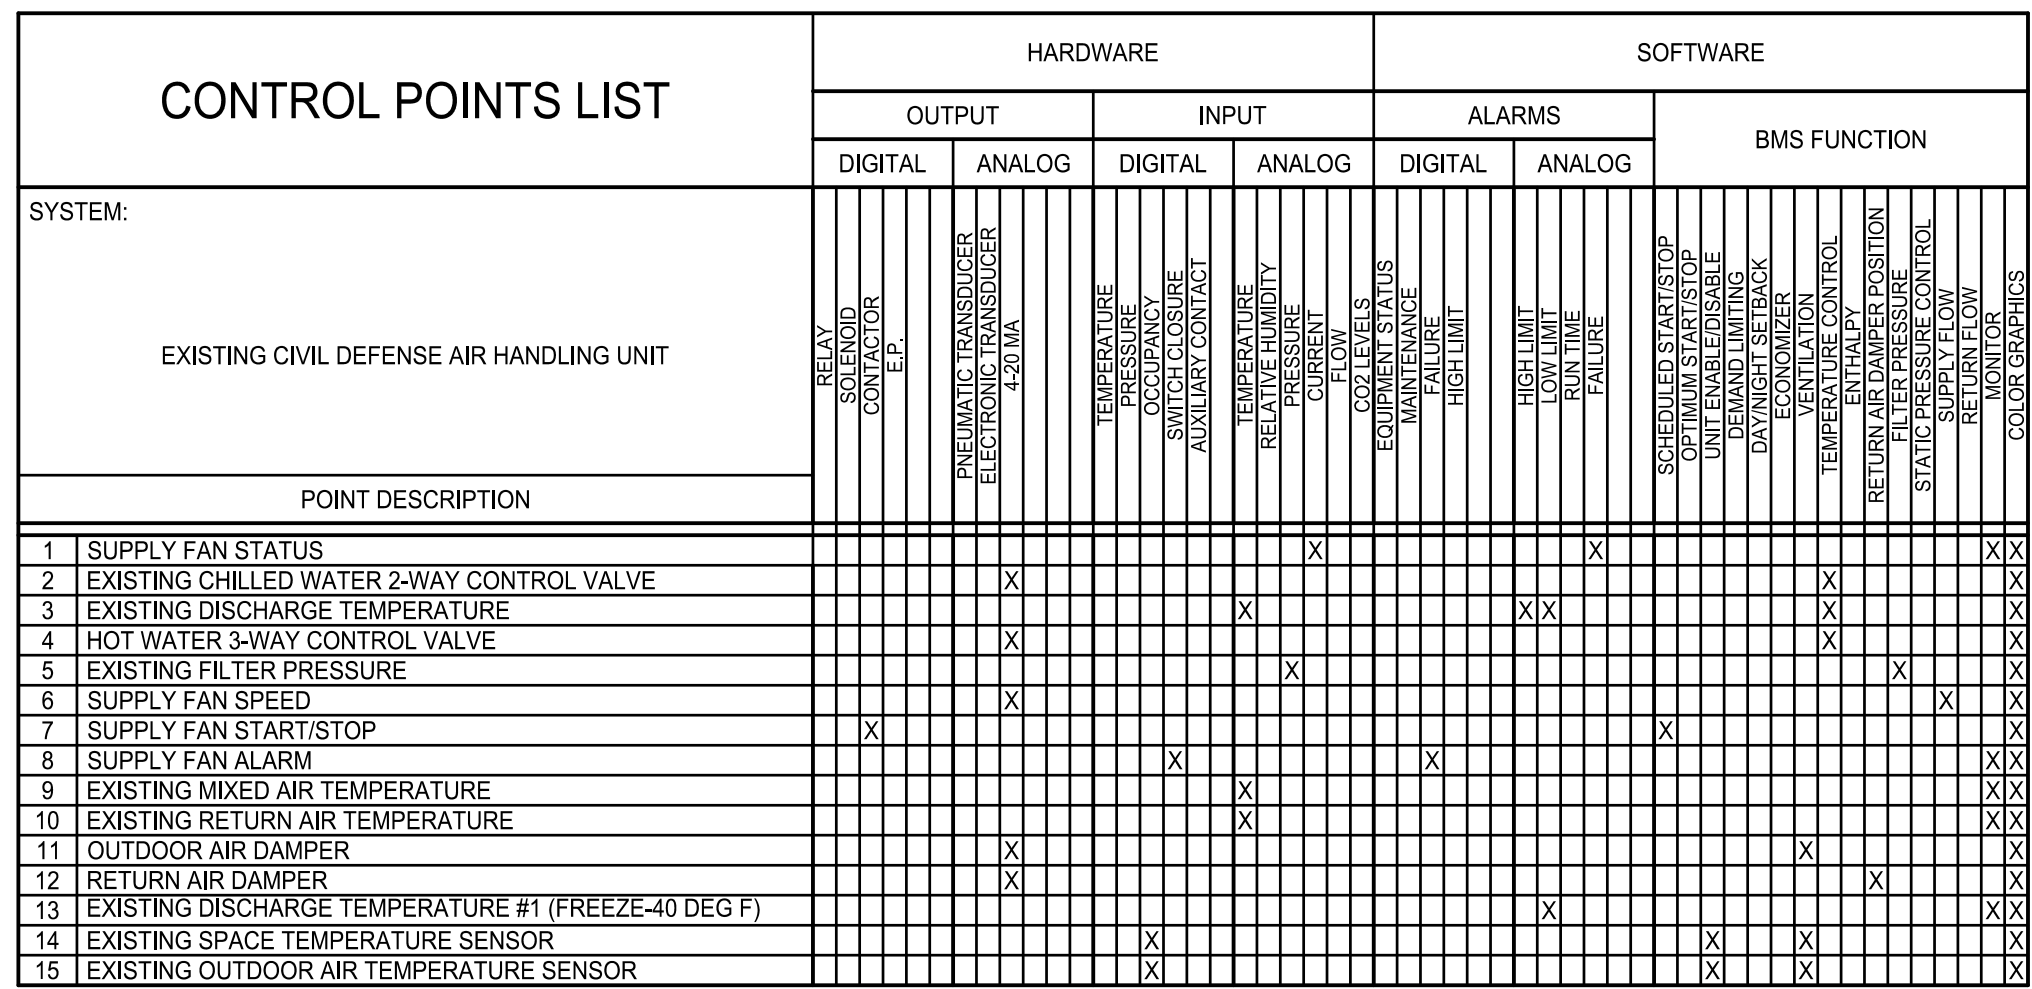 CONTROL POINTS LIST
HARDWARE
SOFTWARE
OUTPUT
INPUT
ALARMS
BMS FUNCTION
DIGITAL
ANALOG
DIGITAL
ANALOG
DIGITAL
ANALOG
SYSTEM:
EXISTING CIVIL DEFENSE AIR HANDLING UNIT
POINT DESCRIPTION
RELAY
SOLENOID
CONTACTOR
E.P.
PNEUMATIC TRANSDUCER
ELECTRONIC TRANSDUCER
4-20 MA
TEMPERATURE
PRESSURE
OCCUPANCY
SWITCH CLOSURE
AUXILIARY CONTACT
TEMPERATURE
RELATIVE HUMIDITY
PRESSURE
CURRENT
FLOW
CO2 LEVELS
EQUIPMENT STATUS
MAINTENANCE
FAILURE
HIGH LIMIT
HIGH LIMIT
LOW LIMIT
RUN TIME
FAILURE
SCHEDULED START/STOP
OPTIMUM START/STOP
UNIT ENABLE/DISABLE
DEMAND LIMITING
DAY/NIGHT SETBACK
ECONOMIZER
VENTILATION
TEMPERATURE CONTROL
ENTHALPY
RETURN AIR DAMPER POSITION
FILTER PRESSURE
STATIC PRESSURE CONTROL
SUPPLY FLOW
RETURN FLOW
MONITOR
COLOR GRAPHICS
1 SUPPLY FAN STATUS X X X X
2 EXISTING CHILLED WATER 2-WAY CONTROL VALVE X X X
3 EXISTING DISCHARGE TEMPERATURE X X X X X
4 HOT WATER 3-WAY CONTROL VALVE X X X
5 EXISTING FILTER PRESSURE X X X
6 SUPPLY FAN SPEED X X X
7 SUPPLY FAN START/STOP X X X
8 SUPPLY FAN ALARM X X X X
9 EXISTING MIXED AIR TEMPERATURE X X X
10 EXISTING RETURN AIR TEMPERATURE X X X
11 OUTDOOR AIR DAMPER X X X
12 RETURN AIR DAMPER X X X
13 EXISTING DISCHARGE TEMPERATURE #1 (FREEZE-40 DEG F) X X X
14 EXISTING SPACE TEMPERATURE SENSOR X X X X
15 EXISTING OUTDOOR AIR TEMPERATURE SENSOR X X X X